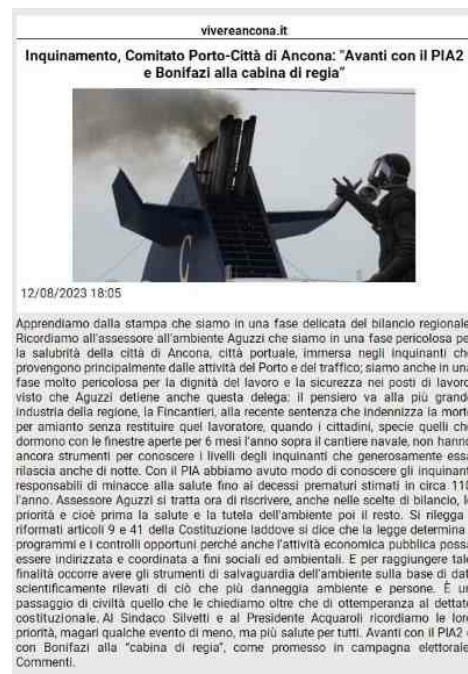 vivereancona.it
Inquinamento, Comitato Porto-Città di Ancona: "Avanti con il PIA2
e Bonifazi alla cabina di regia"
12/08/2023 18:05
Apprendiamo dalla stampa che siamo in una fase delicata del bilancio regionale
Ricordiamo all'assessore all'ambiente Aguzzi che siamo in una fase pericolosa pe
la salubrità della città di Ancona, città portuale, immersa negli inquinanti che
provengono principalmente dalle attività del Porto e del traffico; siamo anche in una
fase molto pericolosa per la dignità del lavoro e la sicurezza nei posti di lavoro
visto che Aguzzi detiene anche questa delega: il pensiero va alla più grande
industria della regione, la Fincantieri, alla recente sentenza che indennizza la morte
per amianto senza restituire quel lavoratore, quando i cittadini, specie quelli che
dormono con le finestre aperte per 6 mesi l'anno sopra il cantiere navale, non hanno
ancora strumenti per conoscere i livelli degli inquinanti che generosamente essa
rilascia anche di notte. Con il PIA abbiamo avuto modo di conoscere gli inquinanti
responsabili di minacce alla salute fino ai decessi prematuri stimati in circa 110
l'anno. Assessore Aguzzi si tratta ora di riscrivere, anche nelle scelte di bilancio, le
priorità e cioè prima la salute e la tutela dell'ambiente poi il resto. Si rilegga
riformati articoli 9 e 41 della Costituzione laddove si dice che la legge determina
programmi e i controlli opportuni perché anche l'attività economica pubblica possa
essere indirizzata e coordinata a fini sociali ed ambientali. E per raggiungere tale
finalità occorre avere gli strumenti di salvaguardia dell'ambiente sulla base di dati
scientificamente rilevati di ciò che più danneggia ambiente e persone. È un
passaggio di civiltà quello che le chiediamo oltre che di ottemperanza al dettato
costituzionale. Al Sindaco Silvetti e al Presidente Acquaroli ricordiamo le loro
priorità, magari qualche evento di meno, ma più salute per tutti. Avanti con il PIA2 e
con Bonifazi alla "cabina di regia", come promesso in campagna elettorale
Commenti.